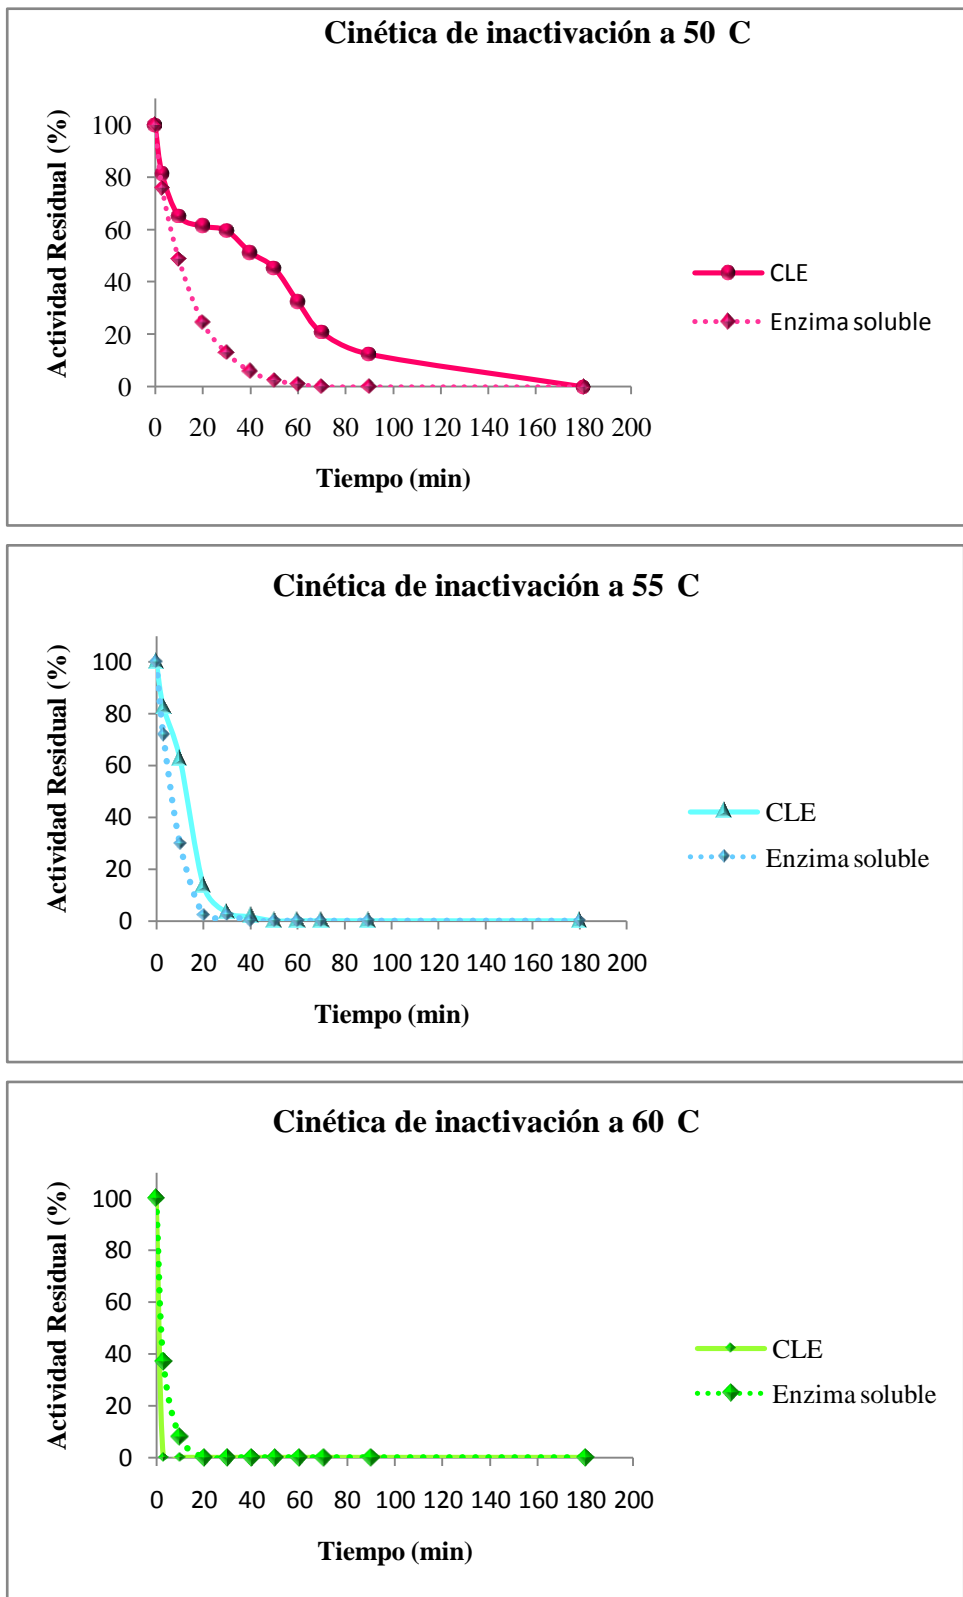 Cinética de inactivación a 50 C
Actividad Residual (%)
100
80
60
40
20
0
0 20 40 60 80 100 120 140 160 180 200
Tiempo (min)
CLE
Enzima soluble
Cinética de inactivación a 55 C
Actividad Residual (%)
100
80
60
40
20
0
0 20 40 60 80 100 120 140 160 180 200
Tiempo (min)
CLE
Enzima soluble
Cinética de inactivación a 60 C
Actividad Residual (%)
100
80
60
40
20
0
0 20 40 60 80 100 120 140 160 180 200
Tiempo (min)
CLE
Enzima soluble